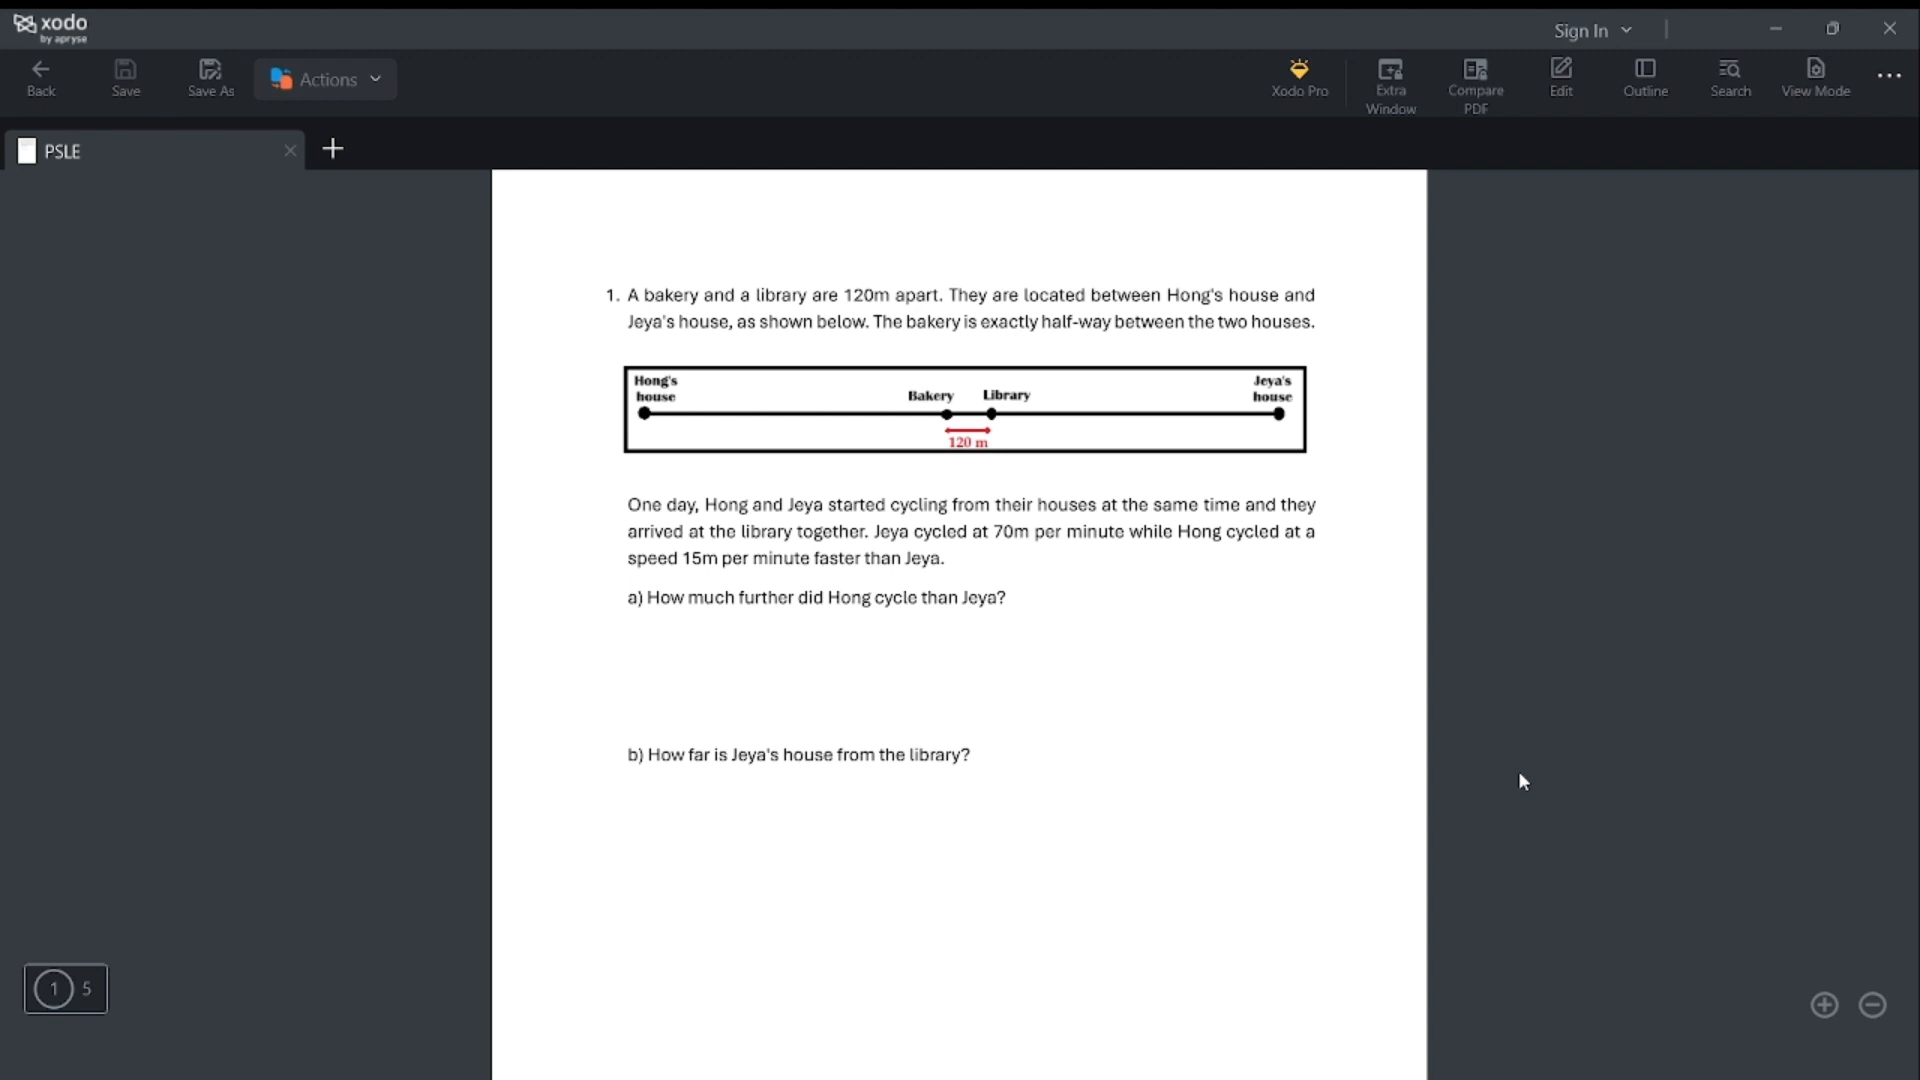 xodo
by apryse
Sign In
Back
Save
Save As
Actions
Xodo Pro
Extra
Window
Compare
PDF
Edit
Outline
Search
View Mode
PSLE
1. A bakery and a library are 120m apart. They are located between Hong's house and
Jeya's house, as shown below. The bakery is exactly half-way between the two houses.
Hong's
house
Bakery
Library
Jeya's
house
120 m
One day, Hong and Jeya started cycling from their houses at the same time and they
arrived at the library together. Jeya cycled at 70m per minute while Hong cycled at a
speed 15m per minute faster than Jeya.
a) How much further did Hong cycle than Jeya?
b) How far is Jeya's house from the library?
1 5